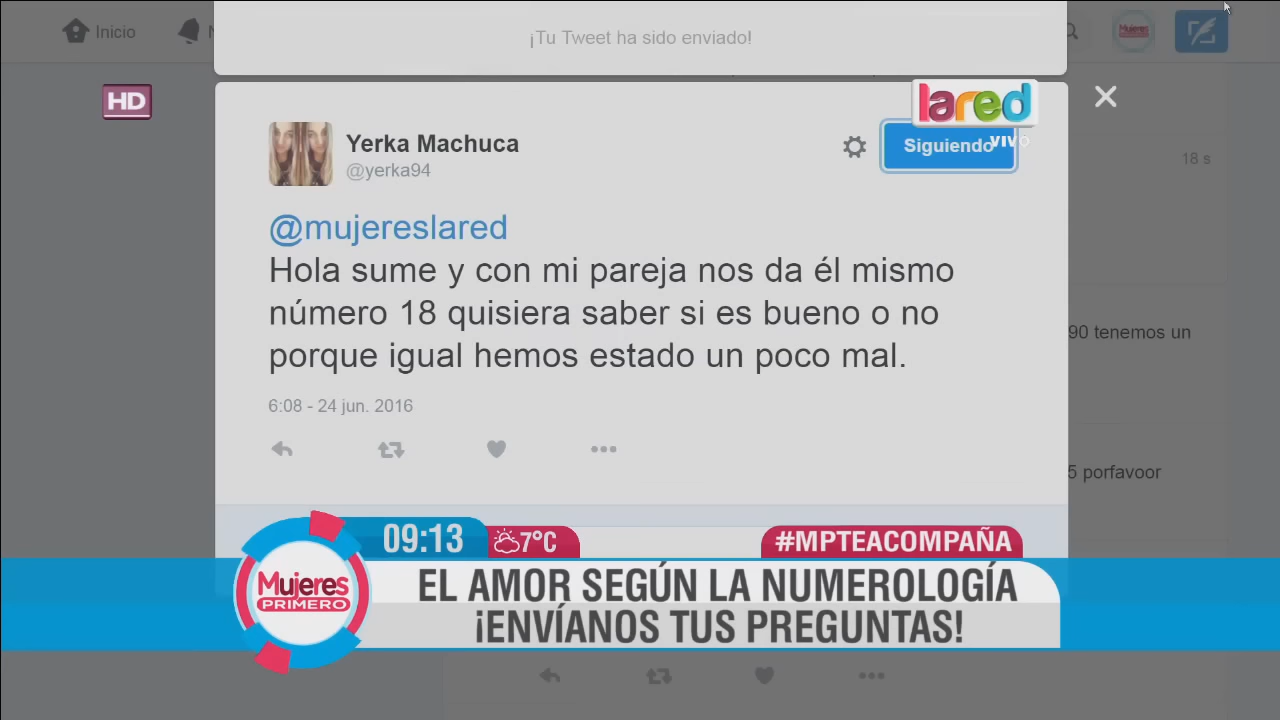 Inicio
N
¡Tu Tweet ha sido enviado!
Mujeres
HD
lared
VIVO
Yerka Machuca
@yerka94
Siguiendo
18 s
@mujereslared
Hola sume y con mi pareja nos da él mismo
número 18 quisiera saber si es bueno o no
porque igual hemos estado un poco mal.
90 tenemos un
6:08 - 24 jun. 2016
5 porfavoor
09:13
7°C
#MPTEACOMPAÑA
Mujeres
PRIMERO
EL AMOR SEGÚN LA NUMEROLOGÍA
¡ENVÍANOS TUS PREGUNTAS!